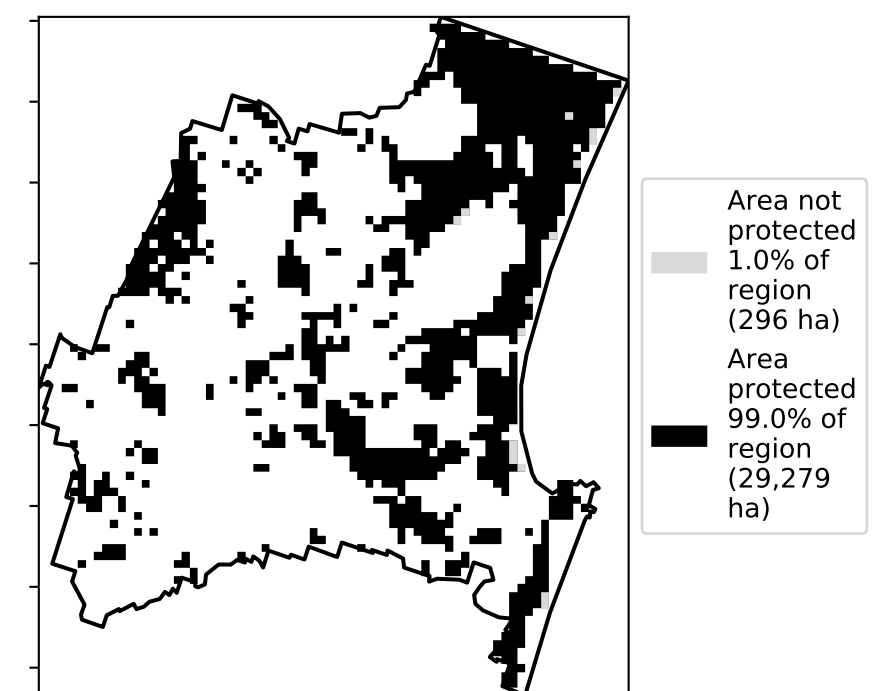 Area not
protected
1.0% of
region
(296 ha)
Area
protected
99.0% of
region
(29,279
ha)